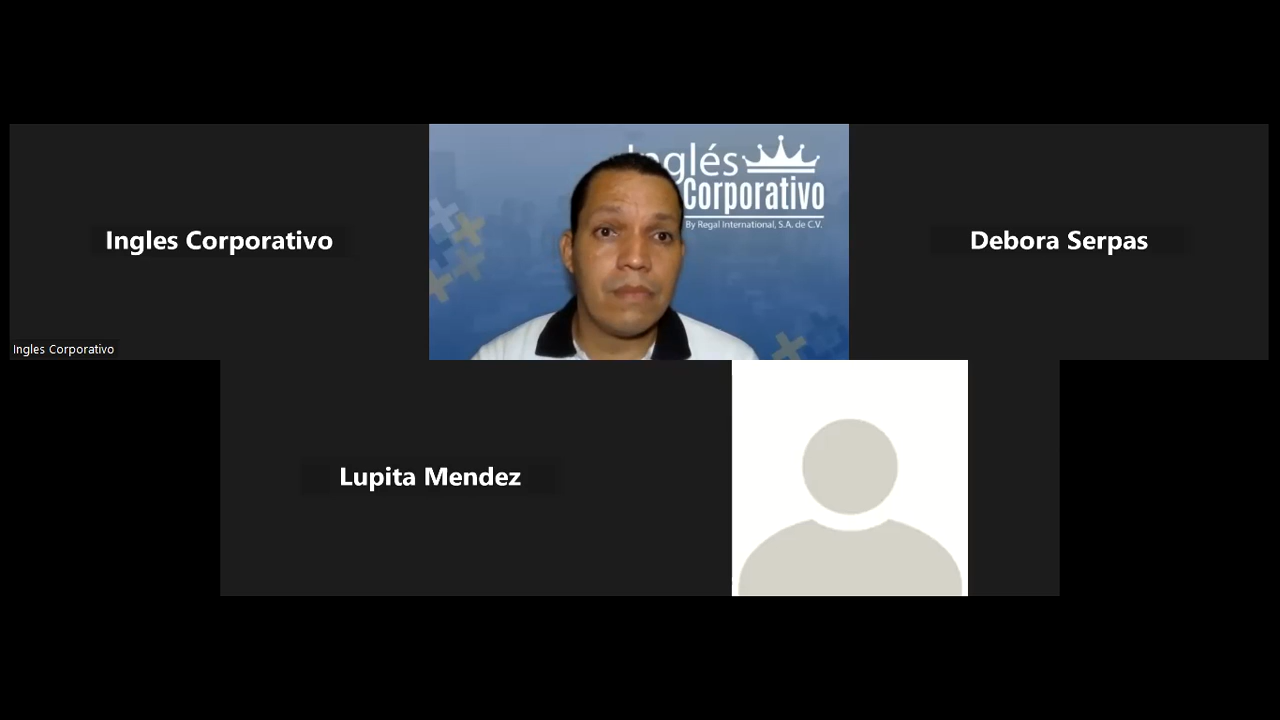 Ingles Corporativo
Ingles Corporativo
Inglés
Corporativo
By Regal International, S.A. de C.V.
Debora Serpas
Lupita Mendez